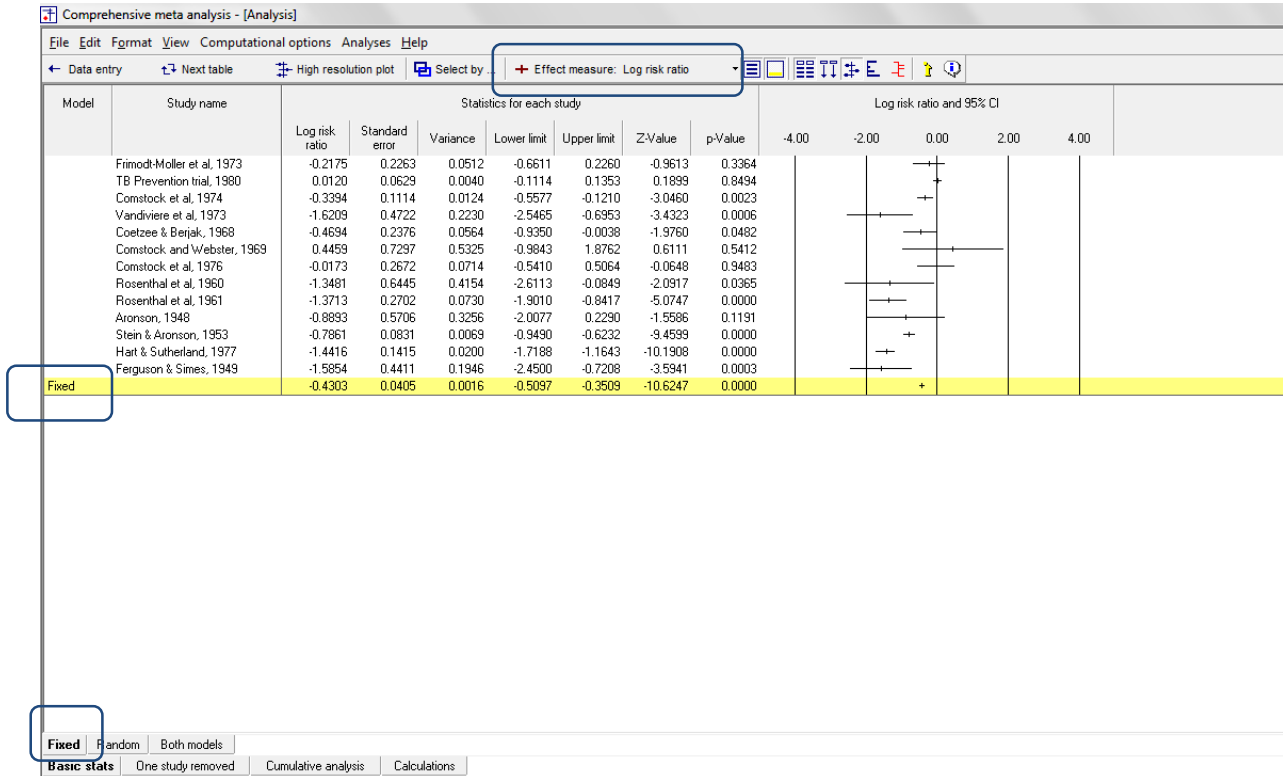 Comprehensive meta analysis - [Analysis]
File Edit Format View Computational options Analyses Help
← Data entry Next table High resolution plot Select by ... Effect measure: Log risk ratio
Model Study name Statistics for each study Log risk ratio and 95% CI
Log risk ratio Standard error Variance Lower limit Upper limit Z-Value p-Value -4.00 -2.00 0.00 2.00 4.00
Frimodt-Moller et al, 1973 -0.2175 0.2263 0.0512 -0.6611 0.2260 -0.9613 0.3364
TB Prevention trial, 1980 0.0120 0.0629 0.0040 -0.1114 0.1353 0.1899 0.8494
Comstock et al, 1974 -0.3394 0.1114 0.0124 -0.5577 -0.1210 -3.0460 0.0023
Vandiviere et al, 1973 -1.6209 0.4722 0.2230 -2.5465 -0.6953 -3.4323 0.0006
Coetzee & Berjak, 1968 -0.4694 0.2376 0.0564 -0.9350 -0.0038 -1.9760 0.0482
Comstock and Webster, 1969 0.4459 0.7297 0.5325 -0.9843 1.8762 0.6111 0.5412
Comstock et al, 1976 -0.0173 0.2672 0.0714 -0.5410 0.5064 -0.0648 0.9483
Rosenthal et al, 1960 -1.3481 0.6445 0.4154 -2.6113 -0.0849 -2.0917 0.0365
Rosenthal et al, 1961 -1.3713 0.2702 0.0730 -1.9010 -0.8417 -5.0747 0.0000
Aronson, 1948 -0.8893 0.5706 0.3256 -2.0077 0.2290 -1.5586 0.1191
Stein & Aronson, 1953 -0.7861 0.0831 0.0069 -0.9490 -0.6232 -9.4599 0.0000
Hart & Sutherland, 1977 -1.4416 0.1415 0.0200 -1.7188 -1.1643 -10.1908 0.0000
Ferguson & Simes, 1949 -1.5854 0.4411 0.1946 -2.4500 -0.7208 -3.5941 0.0003
Fixed -0.4303 0.0405 0.0016 -0.5097 -0.3509 -10.6247 0.0000
Fixed Random Both models
Basic stats One study removed Cumulative analysis Calculations